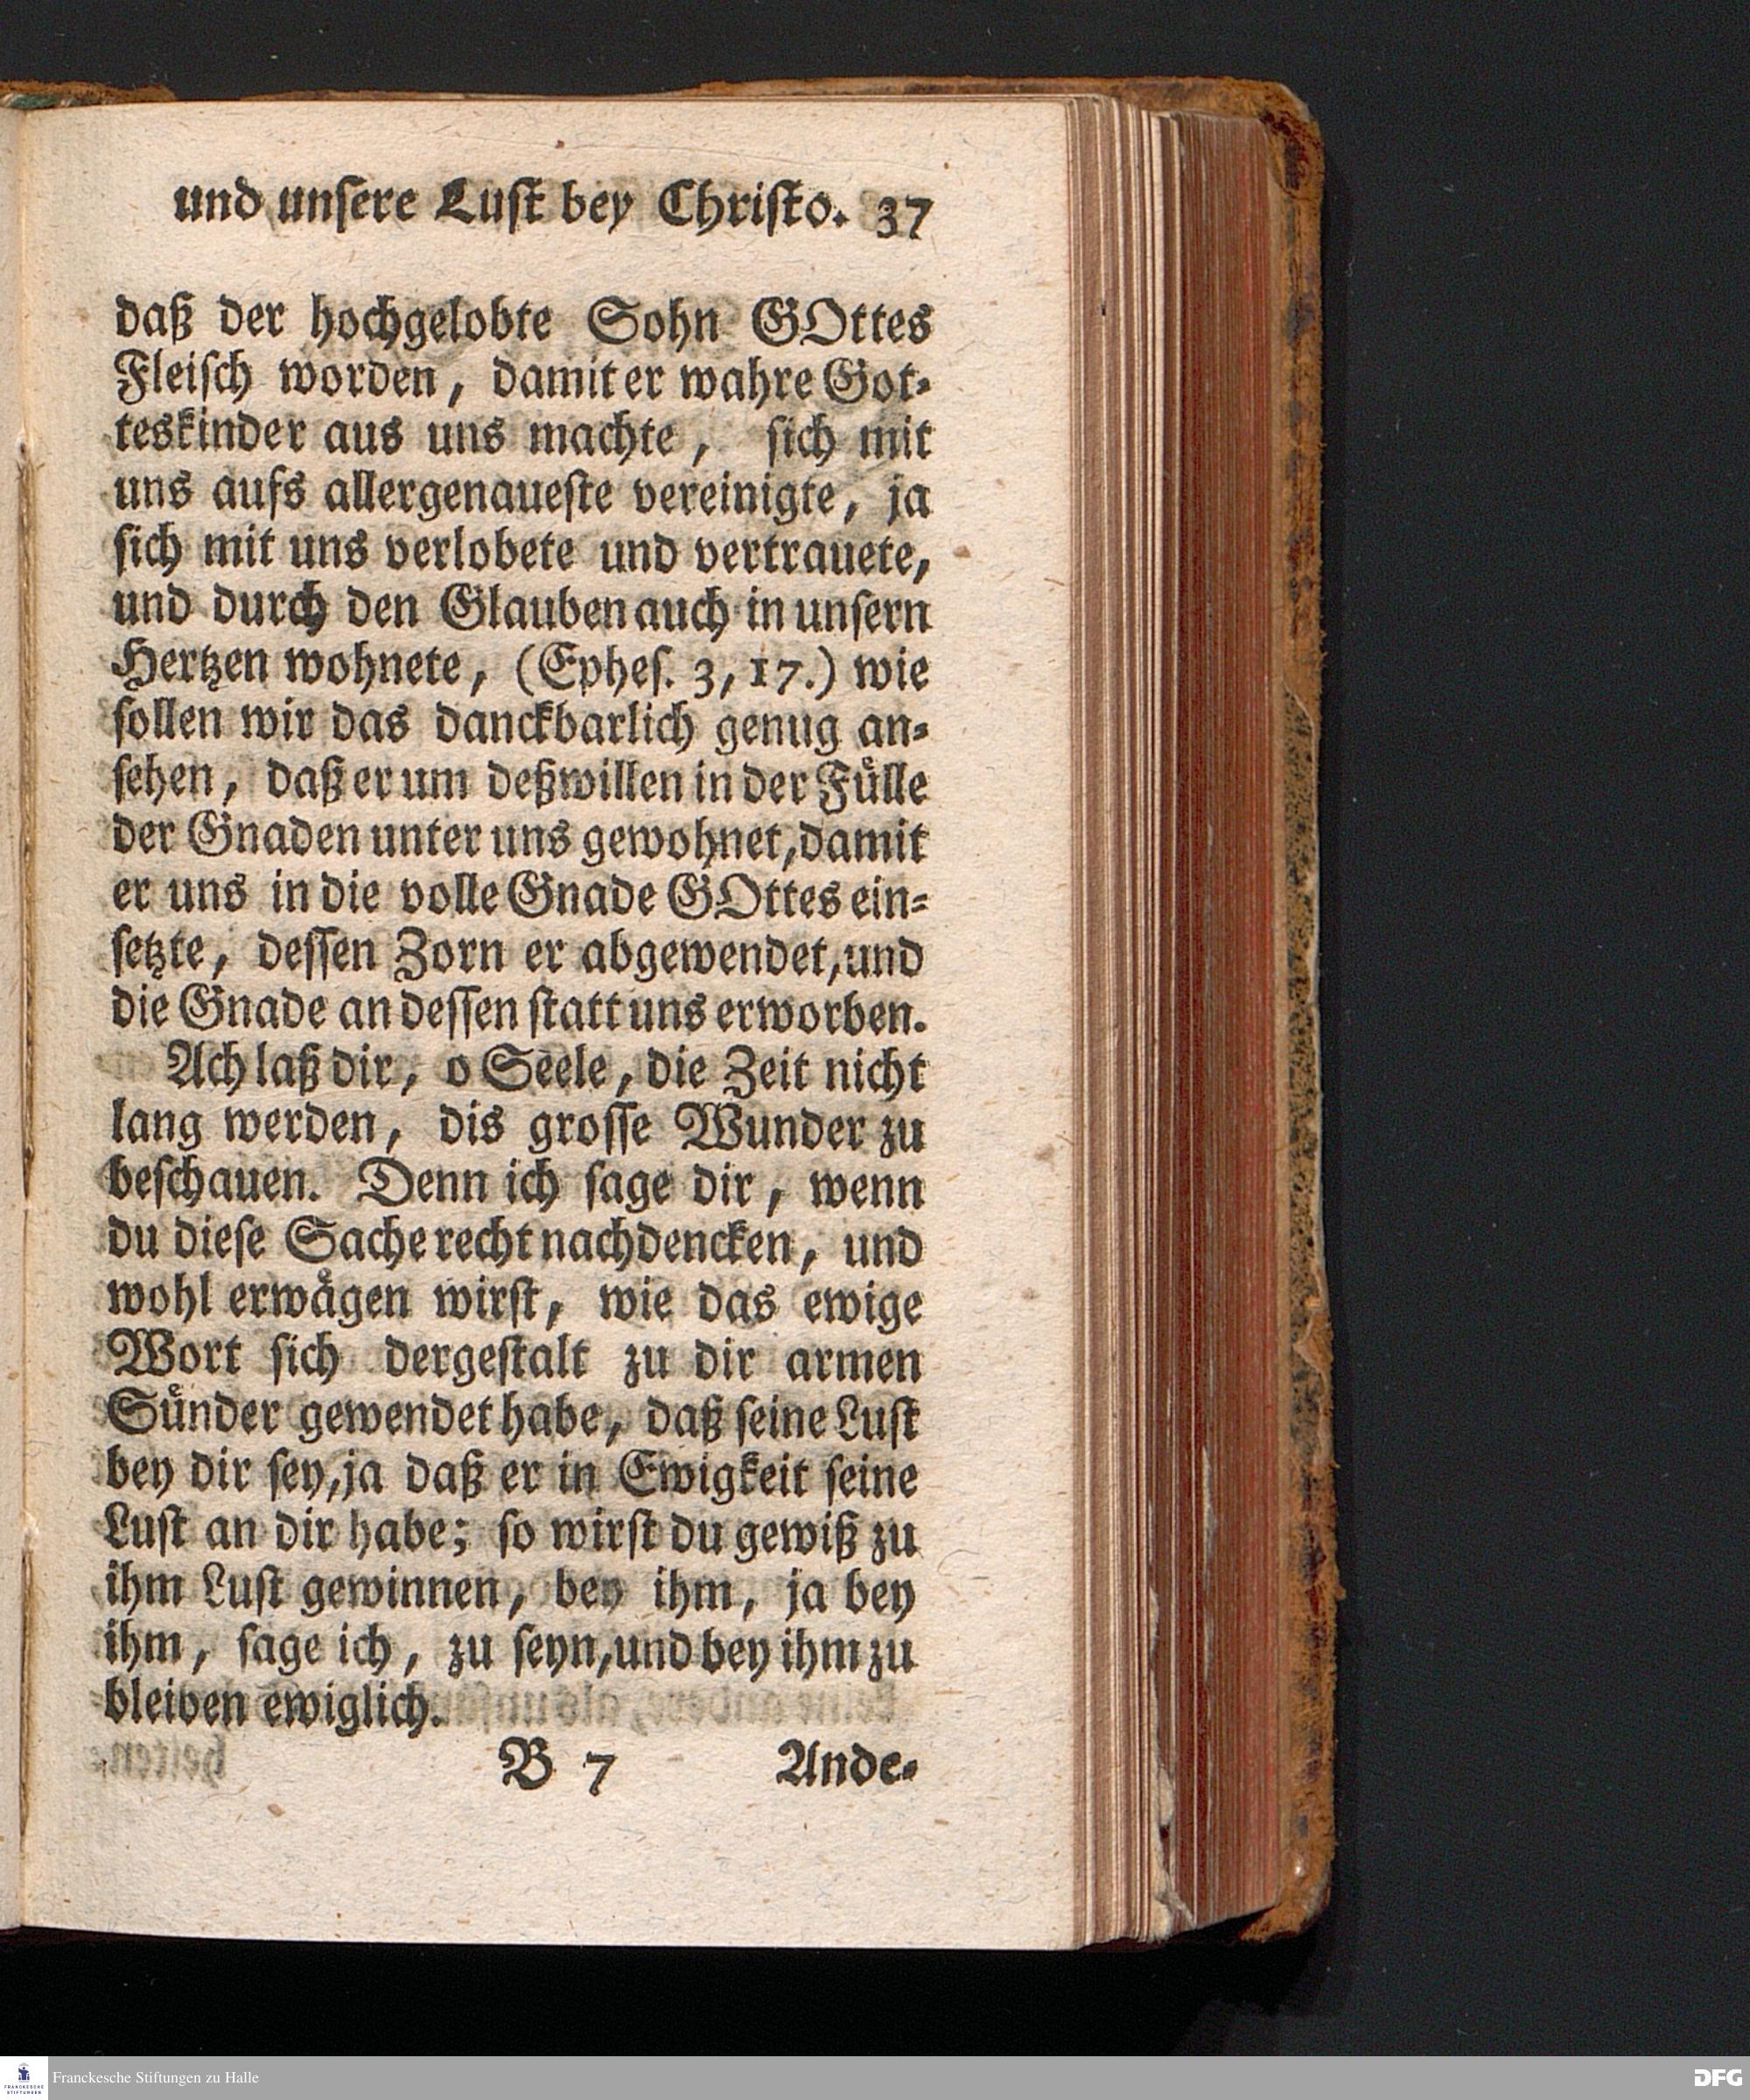 und unſere Luſt bey Chriſto. 37
daß der hochgelobte Sohn GOttes
Fleiſch worden, damit er wahre Got⸗
teskinder aus uns machte, ſich mit
uns aufs allergenaueſte vereinigte, ja
ſich mit uns verlobete und vertrauete,
und durch den Glauben auch in unſern
Hertzen wohnete, (Epheſ. 3, 17.) wie
ſollen wir das danckbarlich genug an⸗
ſehen, daß er um deßwillen in der Fuͤlle
der Gnaden unter uns gewohnet, damit
er uns in die volle Gnade GOttes ein⸗
ſetzte, deſſen Zorn er abgewendet, und
die Gnade an deſſen ſtatt uns erworben.
Ach laß dir, o Seele, die Zeit nicht
lang werden, dis groſſe Wunder zu
beſchauen. Denn ich ſage dir, wenn
du dieſe Sache recht nachdencken, und
wohl erwaͤgen wirſt, wie das ewige
Wort ſich dergeſtalt zu dir armen
Suͤnder gewendet habe, daß ſeine Luſt
bey dir ſey, ja daß er in Ewigkeit ſeine
Luſt an dir habe; ſo wirſt du gewiß zu
ihm Luſt gewinnen, bey ihm, ja bey
ihm, ſage ich, zu ſeyn, und bey ihm zu
bleiben ewiglich.
B 7 Ande⸗
FRANCKESCHE STIFTUNGEN
Franckesche Stiftungen zu Halle
DFG